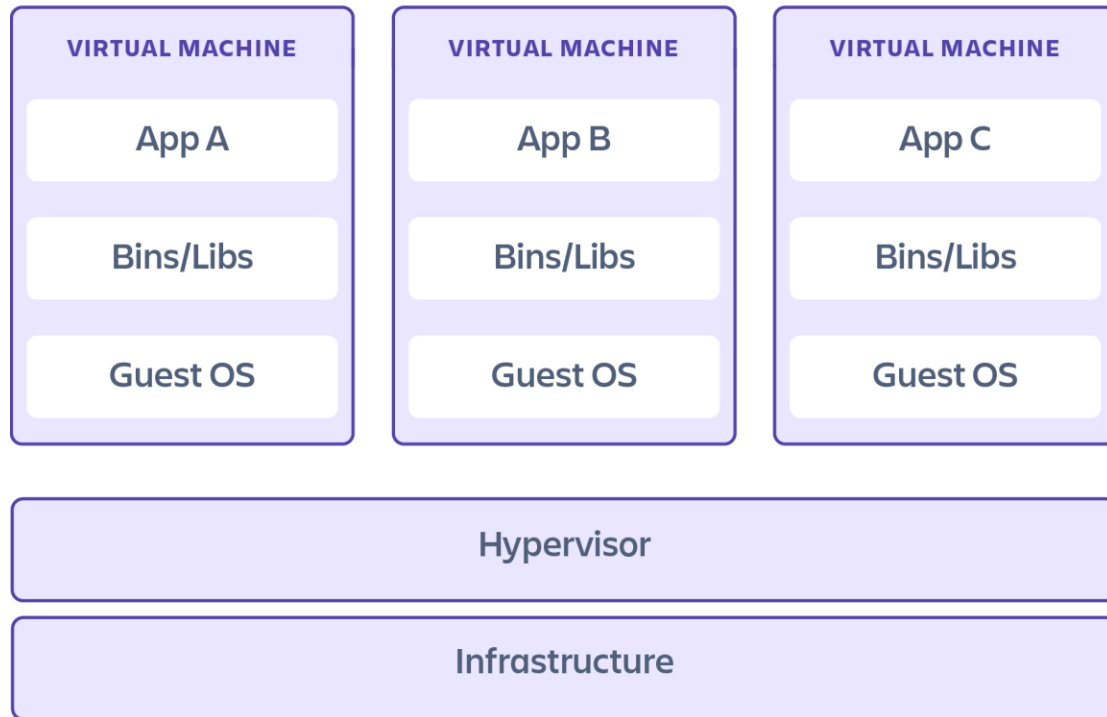 VIRTUAL MACHINE
App A
Bins/Libs
Guest OS
VIRTUAL MACHINE
App B
Bins/Libs
Guest OS
VIRTUAL MACHINE
App C
Bins/Libs
Guest OS
Hypervisor
Infrastructure